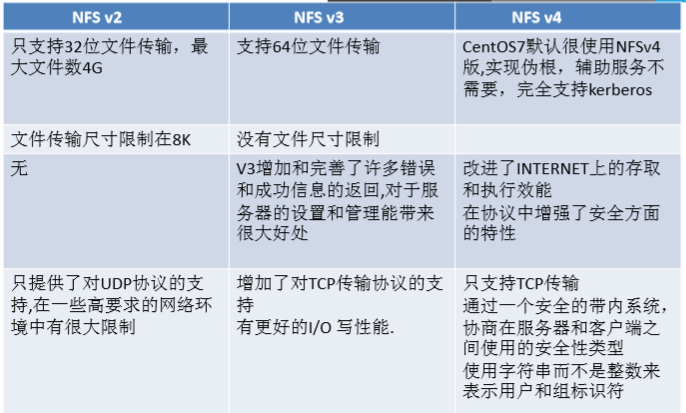 NFS v2
NFS v3
NFS v4
只支持32位文件传输，最
大文件数4G
支持64位文件传输
CentOS7默认很使用NFSv4
版,实现伪根，辅助服务不
需要，完全支持kerberos
文件传输尺寸限制在8K
没有文件尺寸限制
无
V3增加和完善了许多错误
和成功信息的返回,对于服
务器的设置和管理能带来
很大好处
改进了INTERNET上的存取
和执行效能
在协议中增强了安全方面
的特性
只提供了对UDP协议的支
持,在一些高要求的网络环
境中有很大限制
增加了对TCP传输协议的支
持
有更好的I/O 写性能.
只支持TCP传输
通过一个安全的带内系统，
协商在服务器和客户端之
间使用的安全性类型
使用字符串而不是整数来
表示用户和组标识符